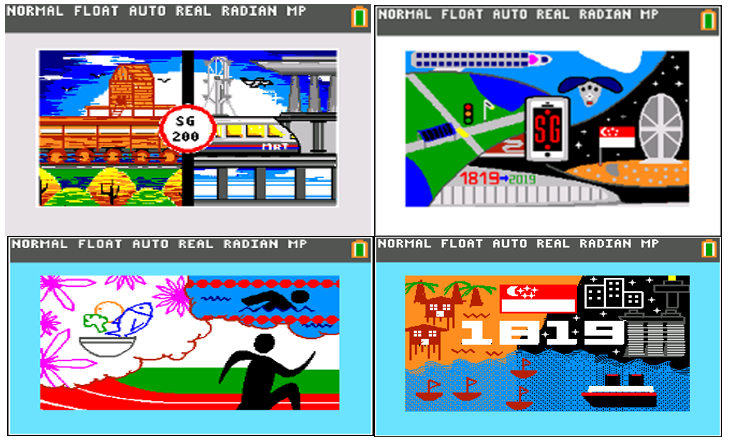 NORMAL FLOAT AUTO REAL RADIAN MP
SG
200
MRT
NORMAL FLOAT AUTO REAL RADIAN MP
SG
1819→2019
NORMAL FLOAT AUTO REAL RADIAN MP
NORMAL FLOAT AUTO REAL RADIAN MP
1819